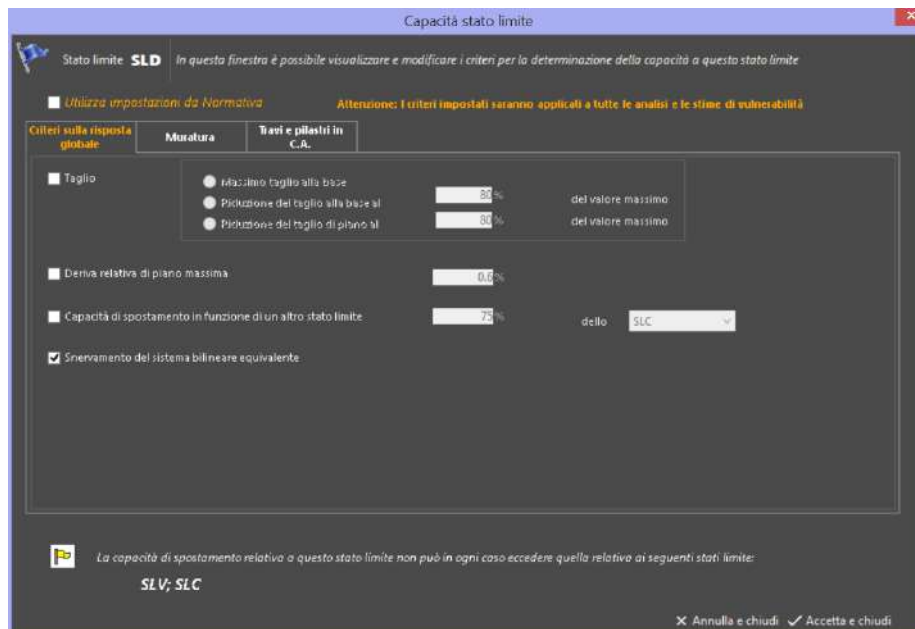 Capacità stato limite
Stato limite SLD In questa finestra è possibile visualizzare e modificare i criteri per la determinazione della capacità a questo stato limite
Utilizza impostazioni da Normativa Attenzione: I criteri impostati saranno applicati a tutte le analisi e le stime di vulnerabilità
Criteri sulla risposta globale
Muratura
Travi e pilastri in C.A.
Taglio
Massimo taglio alla base
Riduzione del taglio alla base al 80 % del valore massimo
Riduzione del taglio di piano al 80 % del valore massimo
Deriva relativa di piano massima 0.6 %
Capacità di spostamento in funzione di un altro stato limite 75 % dello SLC
Snervamento del sistema bilineare equivalente
La capacità di spostamento relativa a questo stato limite non può in ogni caso eccedere quella relativa ai seguenti stati limite:
SLV; SLC
Annulla e chiudi Accetta e chiudi